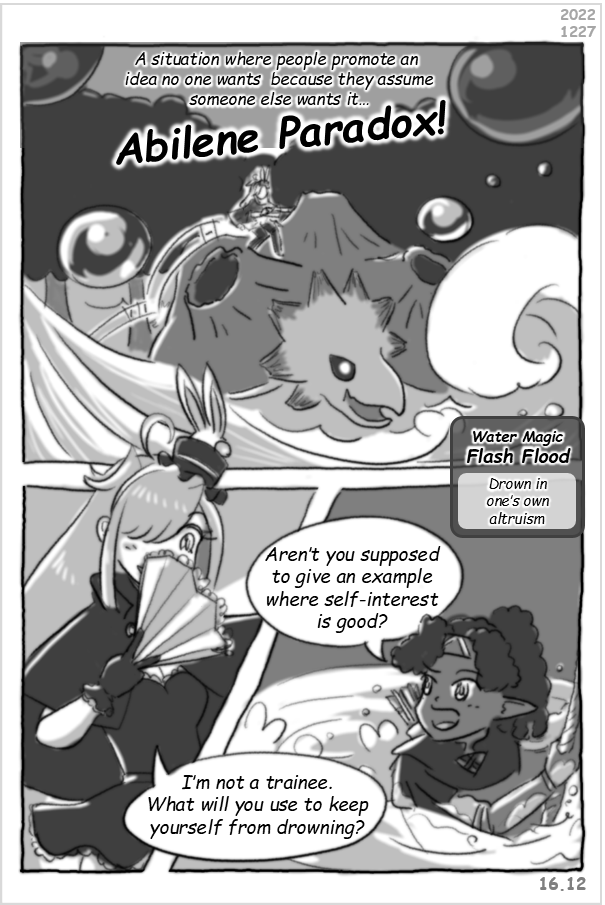 2022
1227
A situation where people promote an
idea no one wants because they assume
someone else wants it...
Abilene Paradox!
Water Magic
Flash Flood
Drown in
one's own
altruism
Aren't you supposed
to give an example
where self-interest
is good?
I'm not a trainee.
What will you use to keep
yourself from drowning?
16.12